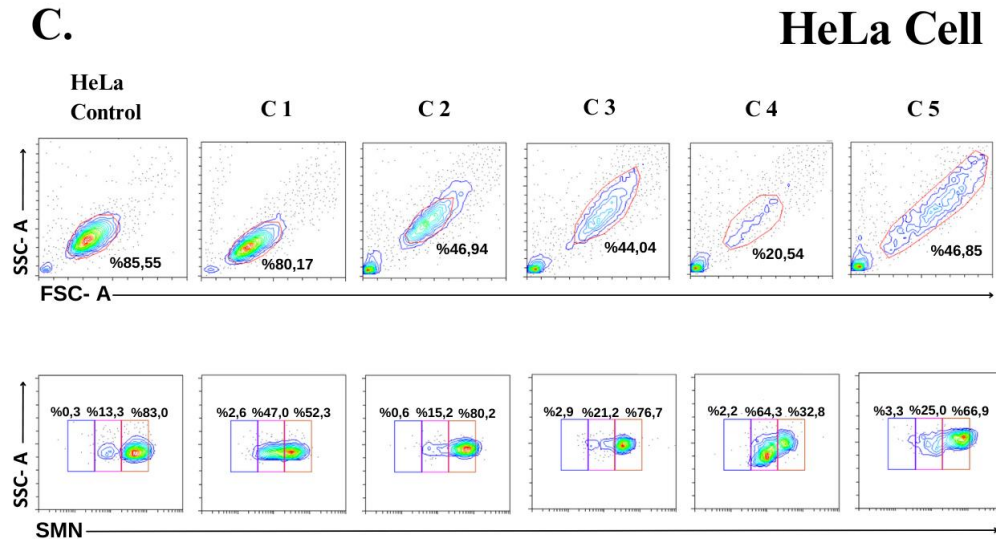 C.
HeLa Cell
HeLa
Control
C 1
C 2
C 3
C 4
C 5
SSC- A
%85,55
%80,17
%46,94
%44,04
%20,54
%46,85
FSC- A
SSC- A
%0,3 %13,3 %83,0
%2,6 %47,0 %52,3
%0,6 %15,2 %80,2
%2,9 %21,2 %76,7
%2,2 %64,3 %32,8
%3,3 %25,0 %66,9
SMN